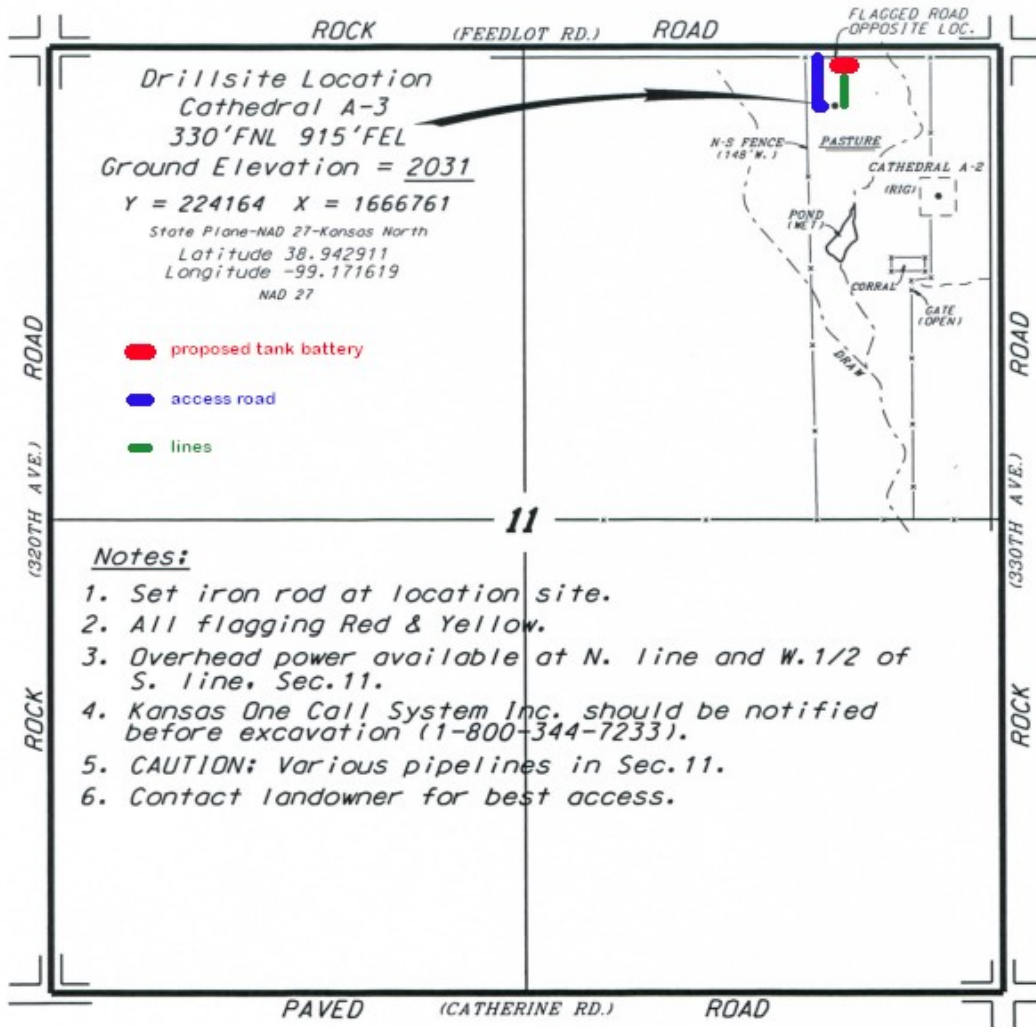 ROCK (FEEDLOT RD.) ROAD
FLAGGED ROAD
OPPOSITE LOC.
Drillsite Location
Cathedral A-3
330'FNL 915'FEL
Ground Elevation = 2031
Y = 224164 X = 1666761
State Plane-NAD 27-Kansas North
Latitude 38.942911
Longitude -99.171619
NAD 27
proposed tank battery
access road
lines
N-S FENCE
(148'W.)
PASTURE
CATHEDRAL A-2
(RIG)
POND
(WET)
CORRAL
GATE
(OPEN)
DRAW
ROCK (320TH AVE.) ROAD
ROCK (330TH AVE.) ROAD
11
Notes:
1. Set iron rod at location site.
2. All flagging Red & Yellow.
3. Overhead power available at N. line and W.1/2 of
S. line, Sec.11.
4. Kansas One Call System Inc. should be notified
before excavation (1-800-344-7233).
5. CAUTION: Various pipelines in Sec.11.
6. Contact landowner for best access.
PAVED (CATHERINE RD.) ROAD